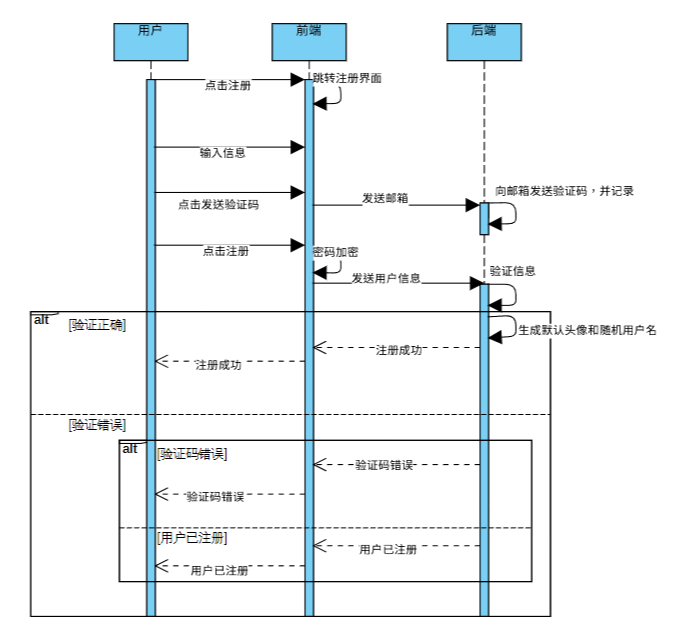 用户
前端
后端
点击注册
跳转注册界面
输入信息
点击发送验证码
发送邮箱
向邮箱发送验证码，并记录
点击注册
密码加密
发送用户信息
验证信息
alt
[验证正确]
生成默认头像和随机用户名
注册成功
注册成功
[验证错误]
alt
[验证码错误]
验证码错误
验证码错误
[用户已注册]
用户已注册
用户已注册